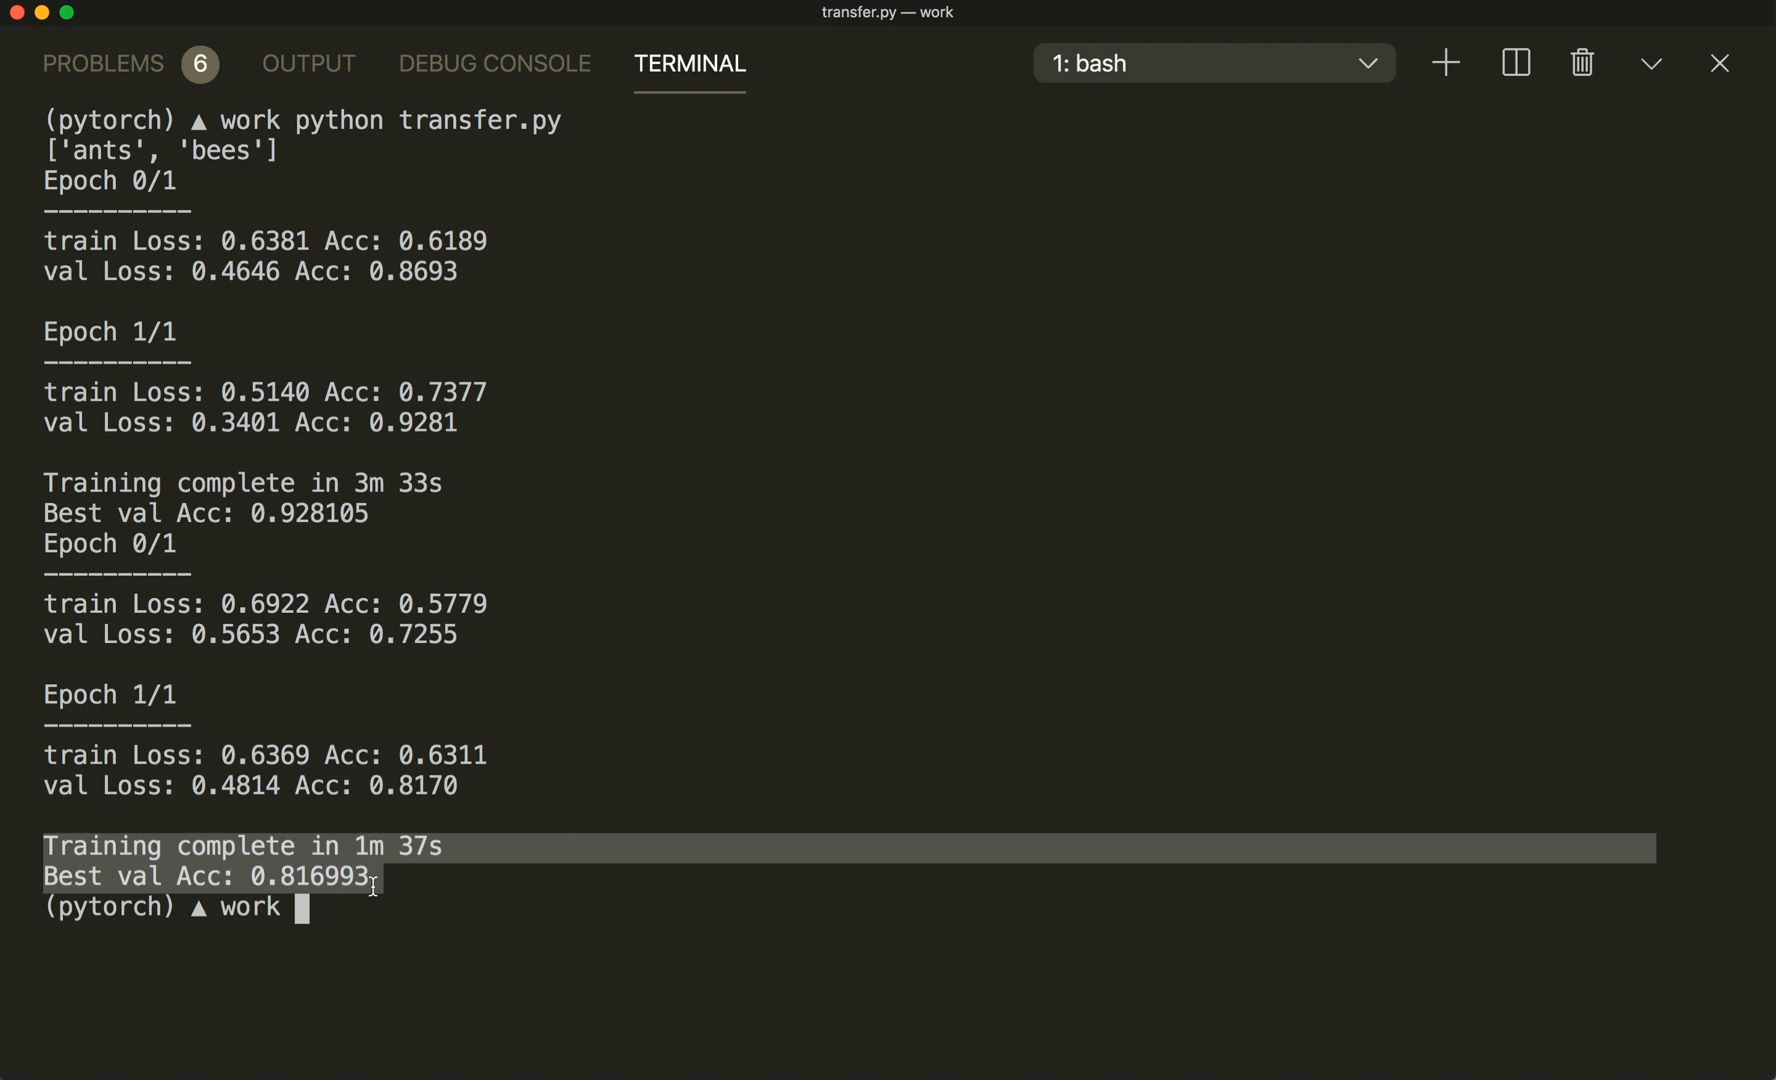 transfer.py — work
PROBLEMS 6 OUTPUT DEBUG CONSOLE TERMINAL 1: bash
(pytorch) ▲ work python transfer.py
['ants', 'bees']
Epoch 0/1
----------
train Loss: 0.6381 Acc: 0.6189
val Loss: 0.4646 Acc: 0.8693
Epoch 1/1
----------
train Loss: 0.5140 Acc: 0.7377
val Loss: 0.3401 Acc: 0.9281
Training complete in 3m 33s
Best val Acc: 0.928105
Epoch 0/1
----------
train Loss: 0.6922 Acc: 0.5779
val Loss: 0.5653 Acc: 0.7255
Epoch 1/1
----------
train Loss: 0.6369 Acc: 0.6311
val Loss: 0.4814 Acc: 0.8170
Training complete in 1m 37s
Best val Acc: 0.816993
(pytorch) ▲ work